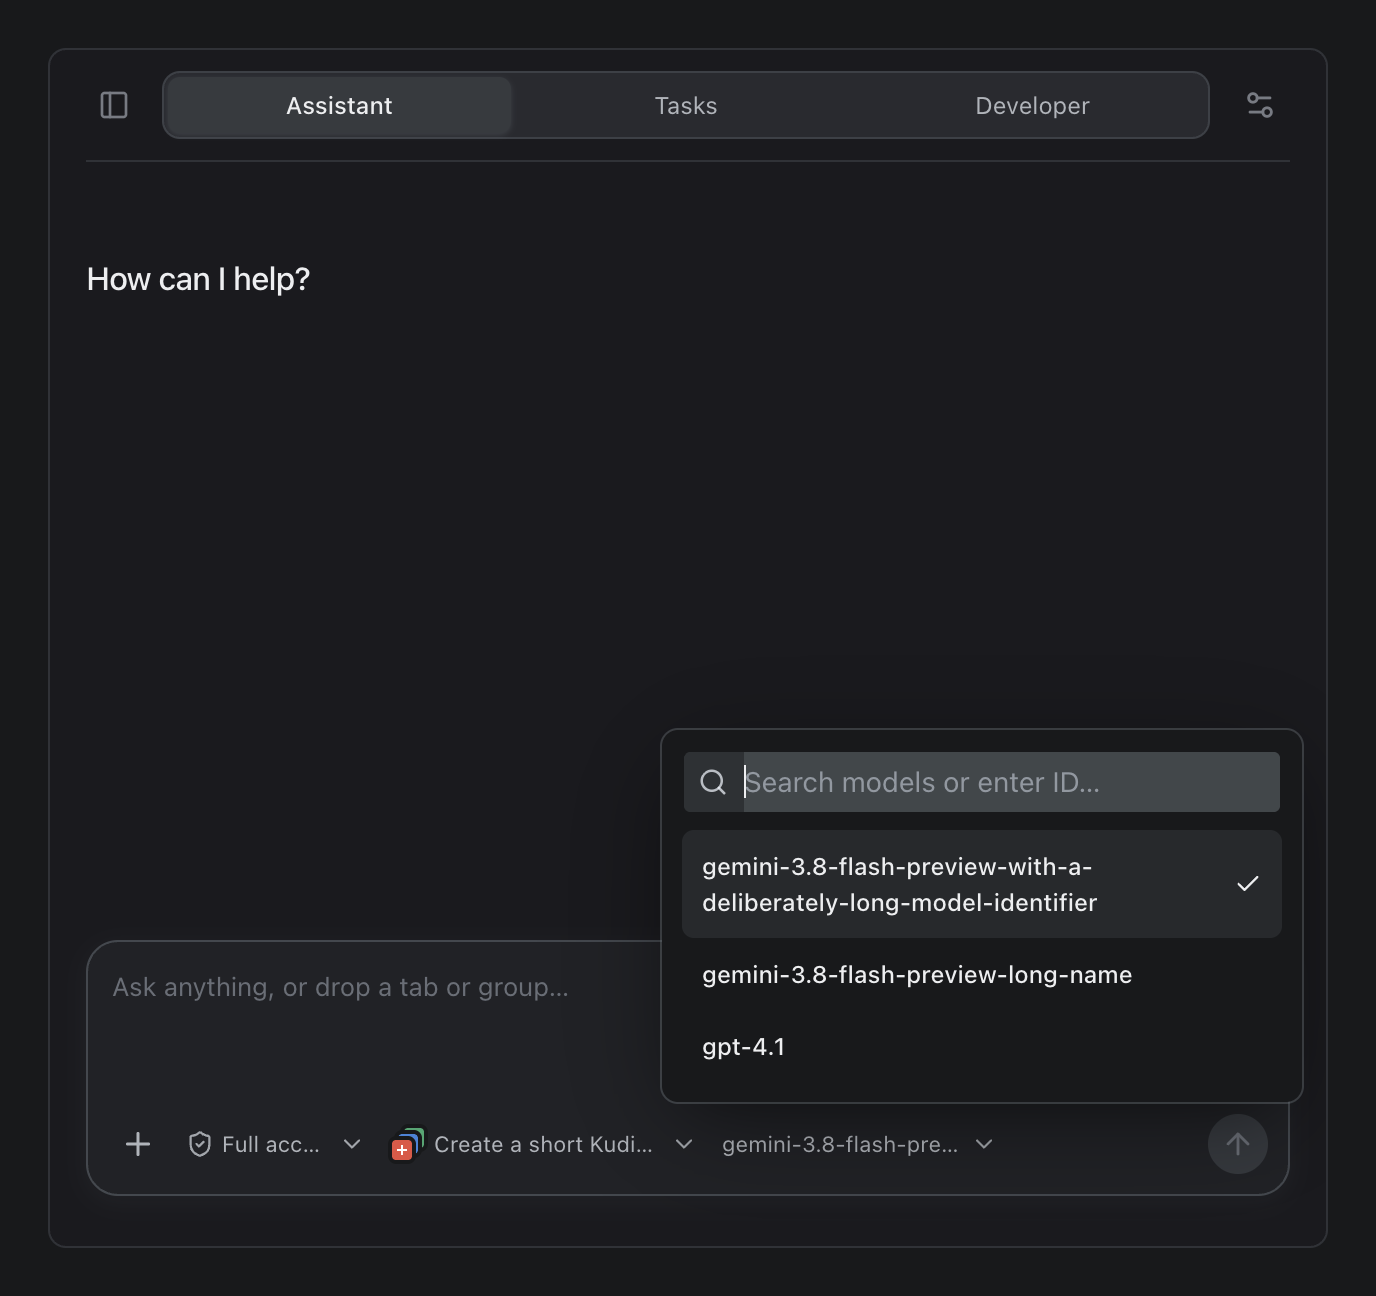 Assistant
Tasks
Developer
How can I help?
Search models or enter ID...
gemini-3.8-flash-preview-with-a-
deliberately-long-model-identifier
gemini-3.8-flash-preview-long-name
gpt-4.1
Ask anything, or drop a tab or group...
Full acc...
Create a short Kudi...
gemini-3.8-flash-pre...